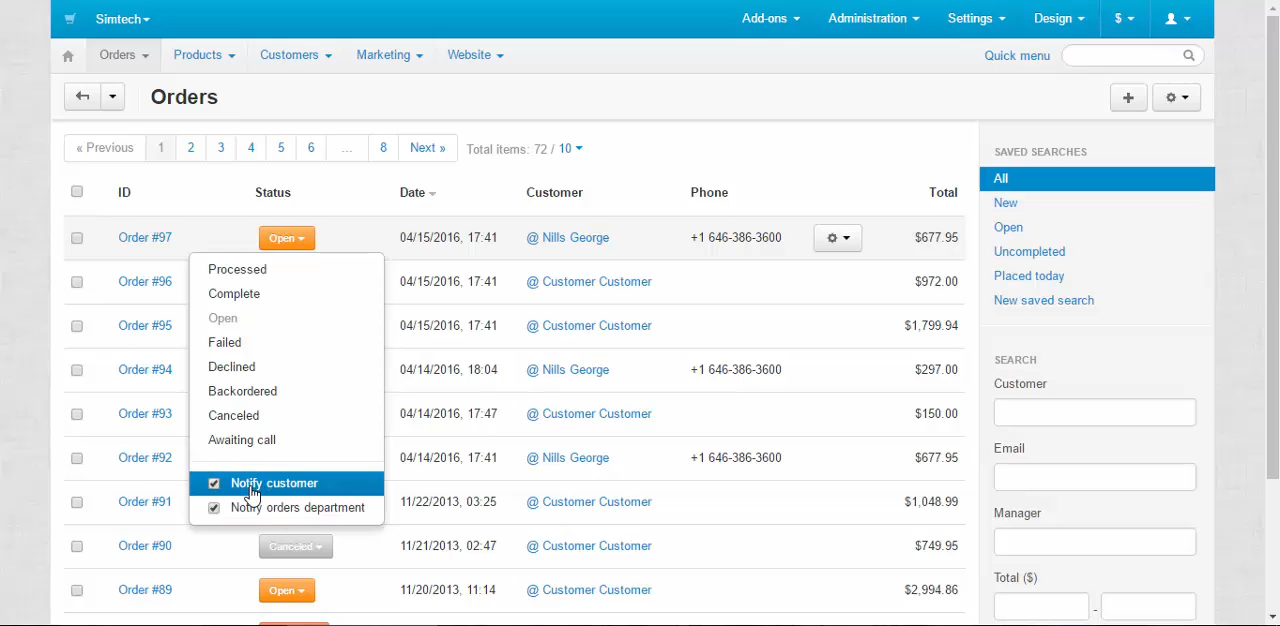 Simtech
Add-ons Administration Settings Design $
Orders Products Customers Marketing Website Quick menu
Orders
« Previous 1 2 3 4 5 6 ... 8 Next » Total items: 72 / 10
ID Status Date Customer Phone Total
Order #97 Open 04/15/2016, 17:41 @ Nills George +1 646-386-3600 $677.95
Order #96 04/15/2016, 17:41 @ Customer Customer $972.00
Order #95 04/15/2016, 17:41 @ Customer Customer $1,799.94
Order #94 04/14/2016, 18:04 @ Nills George +1 646-386-3600 $297.00
Order #93 04/14/2016, 17:47 @ Customer Customer $150.00
Order #92 04/14/2016, 17:41 @ Nills George +1 646-386-3600 $677.95
Order #91 11/22/2013, 03:25 @ Customer Customer $1,048.99
Order #90 Canceled 11/21/2013, 02:47 @ Customer Customer $749.95
Order #89 Open 11/20/2013, 11:14 @ Customer Customer $2,994.86
Processed
Complete
Open
Failed
Declined
Backordered
Canceled
Awaiting call
Notify customer
Notify orders department
SAVED SEARCHES
All
New
Open
Uncompleted
Placed today
New saved search
SEARCH
Customer
Email
Manager
Total ($)
-